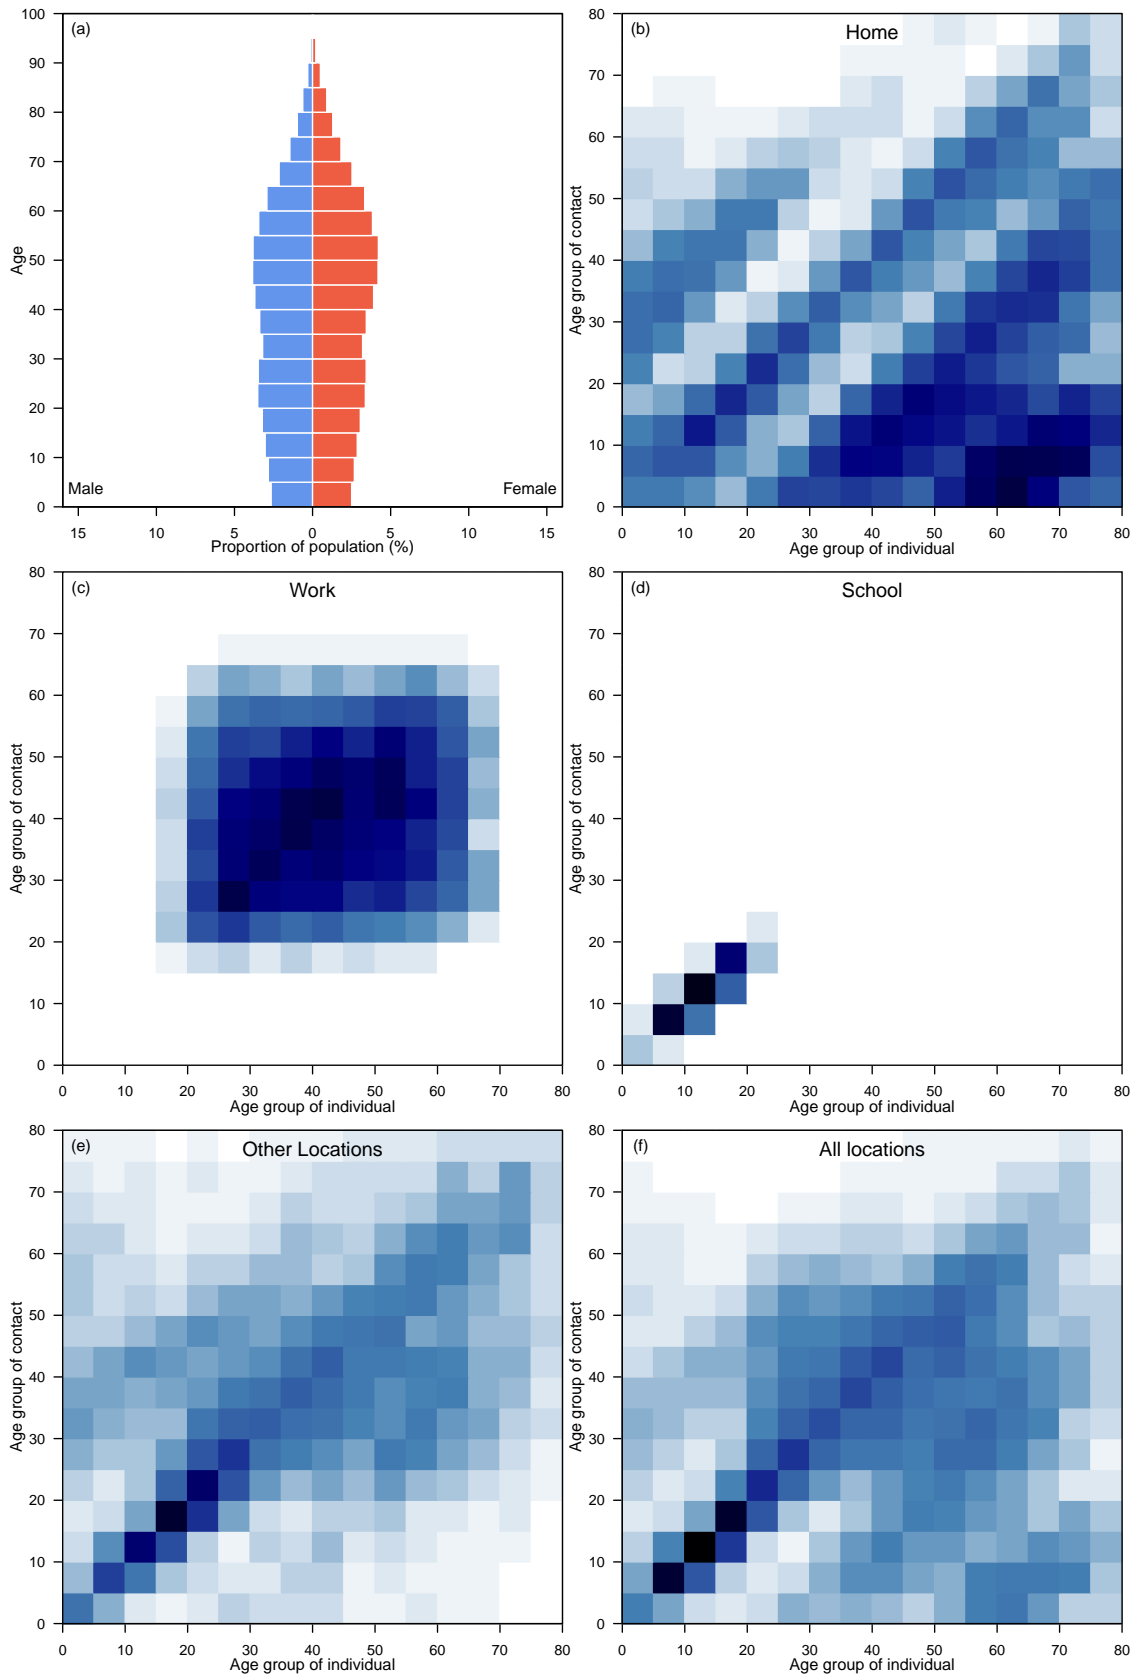 (a)
100
90
80
70
60
50
40
30
20
10
0
Age
Male
Female
15 10 5 0 5 10 15
Proportion of population (%)
(b)
Home
80
70
60
50
40
30
20
10
0
Age group of contact
0 10 20 30 40 50 60 70 80
Age group of individual
(c)
Work
80
70
60
50
40
30
20
10
0
Age group of contact
0 10 20 30 40 50 60 70 80
Age group of individual
(d)
School
80
70
60
50
40
30
20
10
0
Age group of contact
0 10 20 30 40 50 60 70 80
Age group of individual
(e)
Other Locations
80
70
60
50
40
30
20
10
0
Age group of contact
0 10 20 30 40 50 60 70 80
Age group of individual
(f)
All locations
80
70
60
50
40
30
20
10
0
Age group of contact
0 10 20 30 40 50 60 70 80
Age group of individual